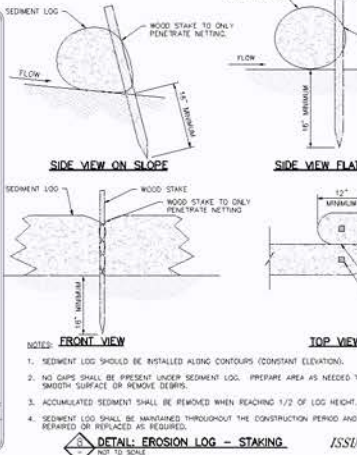 SEDIMENT LOG
WOOD STAKE TO ONLY
PENETRATE NETTING.
FLOW
16" MINIMUM
SIDE VIEW ON SLOPE
FLOW
16" MINIMUM
SIDE VIEW FLAT
SEDIMENT LOG
WOOD STAKE
WOOD STAKE TO ONLY
PENETRATE NETTING
16" MINIMUM
12"
MINIMUM
NOTES: FRONT VIEW
TOP VIEW
1. SEDIMENT LOG SHOULD BE INSTALLED ALONG CONTOURS (CONSTANT ELEVATION).
2. NO GAPS SHALL BE PRESENT UNDER SEDIMENT LOG. PREPARE AREA AS NEEDED T
SMOOTH SURFACE OR REMOVE DEBRIS.
3. ACCUMULATED SEDIMENT SHALL BE REMOVED WHEN REACHING 1/2 OF LOG HEIGHT.
4. SEDIMENT LOG SHALL BE MAINTAINED THROUGHOUT THE CONSTRUCTION PERIOD AND
REPAIRED OR REPLACED AS REQUIRED.
DETAIL: EROSION LOG - STAKING
NOT TO SCALE
ISSU